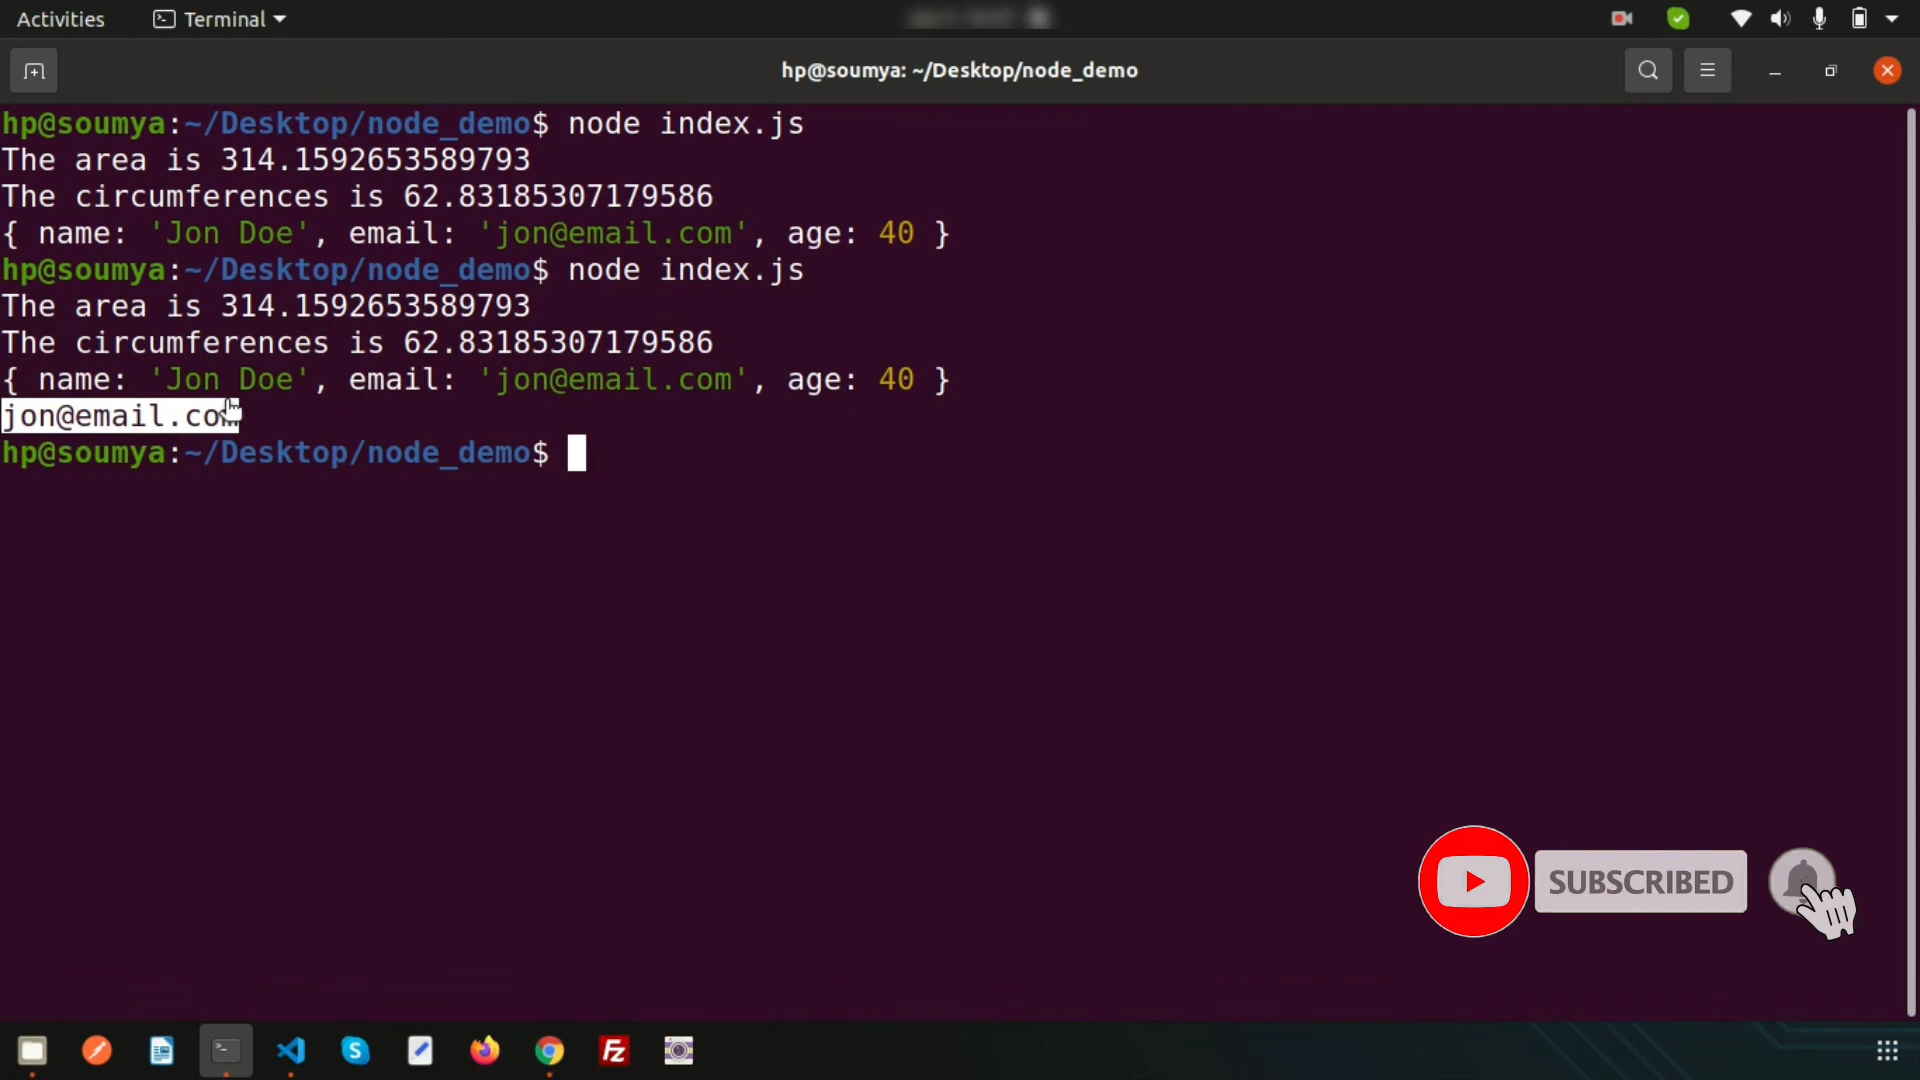 Activities Terminal
hp@soumya: ~/Desktop/node_demo
hp@soumya:~/Desktop/node_demo$ node index.js
The area is 314.1592653589793
The circumferences is 62.83185307179586
{ name: 'Jon Doe', email: 'jon@email.com', age: 40 }
hp@soumya:~/Desktop/node_demo$ node index.js
The area is 314.1592653589793
The circumferences is 62.83185307179586
{ name: 'Jon Doe', email: 'jon@email.com', age: 40 }
jon@email.com
hp@soumya:~/Desktop/node_demo$
SUBSCRIBED